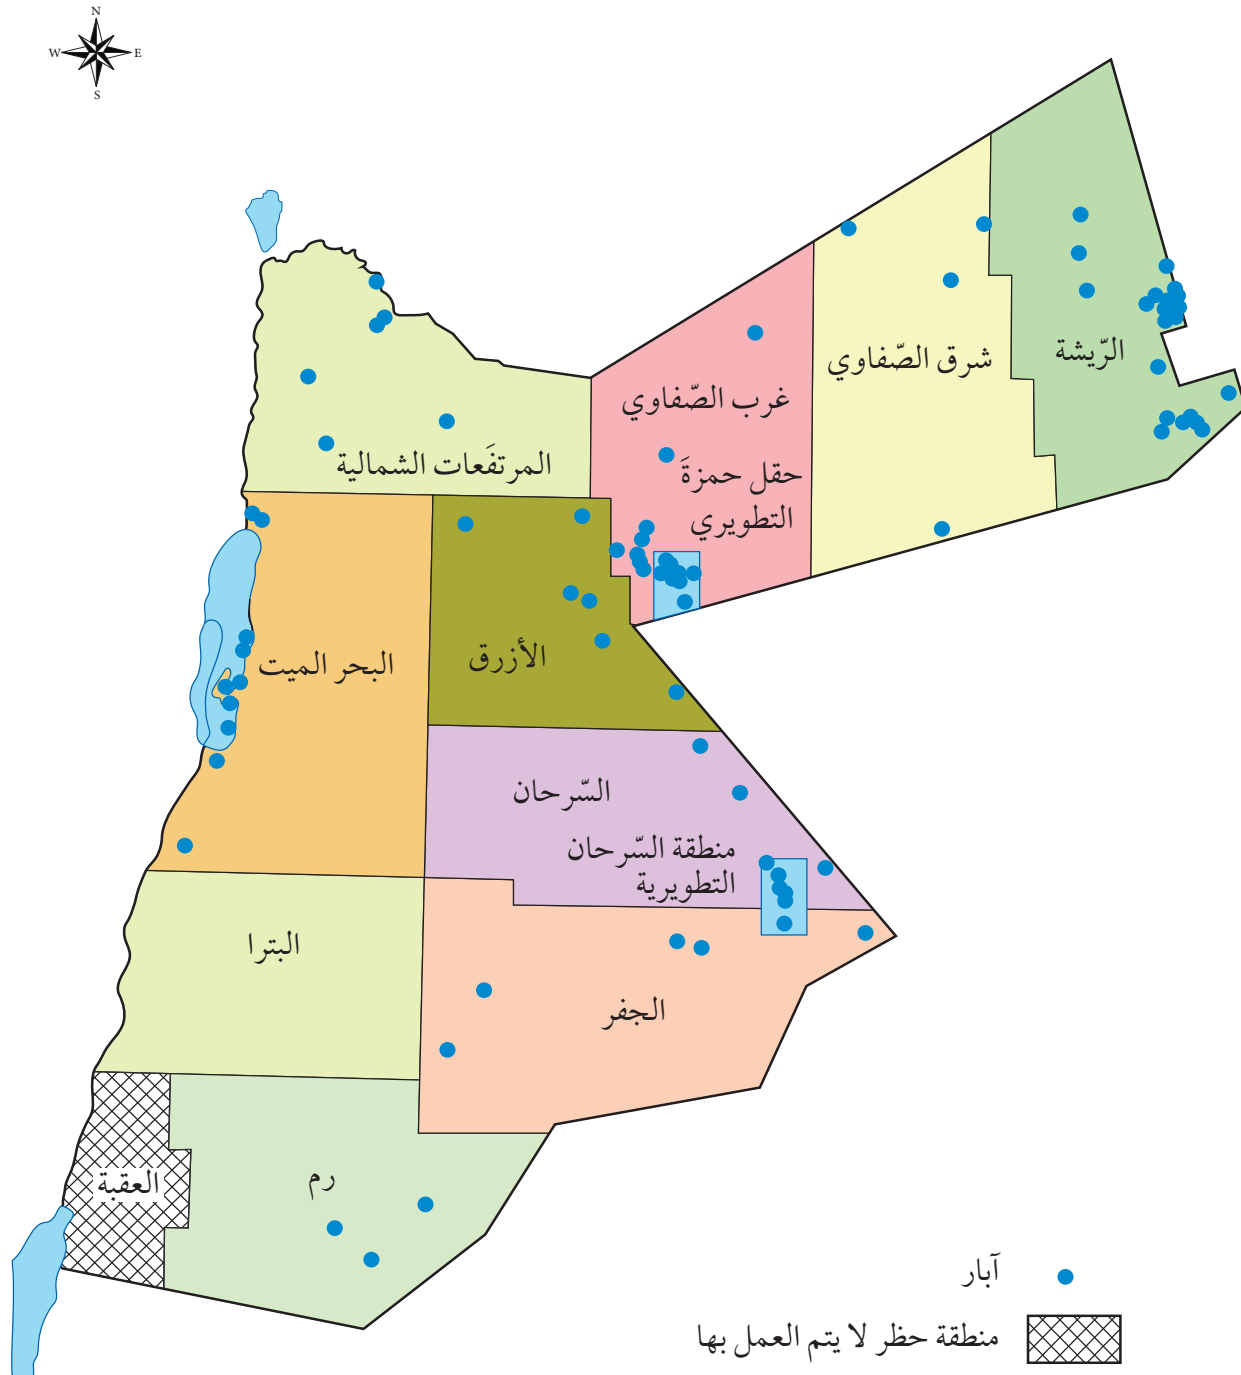 N
W
E
S
الرّيشة
شرق الصّفاوي
غرب الصّفاوي
حقل حمزةَ
التطويري
المرتفَعات الشمالية
الأزرق
البحر الميت
السّرحان
منطقة السّرحان
التطويرية
البترا
الجفر
العقبة
رم
آبار
منطقة حظر لا يتم العمل بها